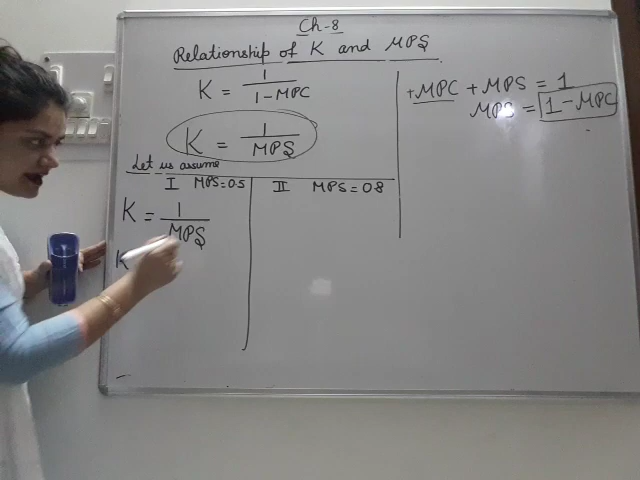 Ch-8
Relationship of K and MPS.
K = 1 / 1 - MPC
K = 1 / MPS
+MPC + MPS = 1
MPS = 1 - MPC
Let us assume
I MPS = 0.5
II MPS = 0.8
K = 1 / MPS
K